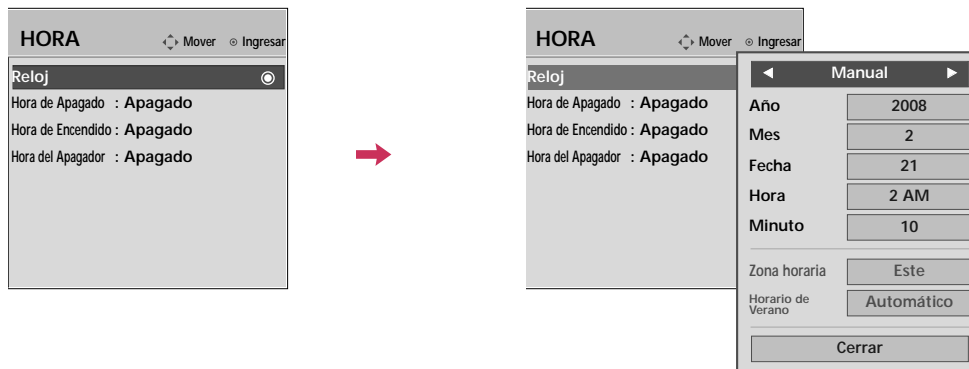 HORA
Mover
Ingresar
Reloj
Hora de Apagado : Apagado
Hora de Encendido : Apagado
Hora del Apagador : Apagado
HORA
Mover
Ingresar
Reloj
Hora de Apagado : Apagado
Hora de Encendido : Apagado
Hora del Apagador : Apagado
Manual
Año 2008
Mes 2
Fecha 21
Hora 2 AM
Minuto 10
Zona horaria Este
Horario de
Verano Automático
Cerrar